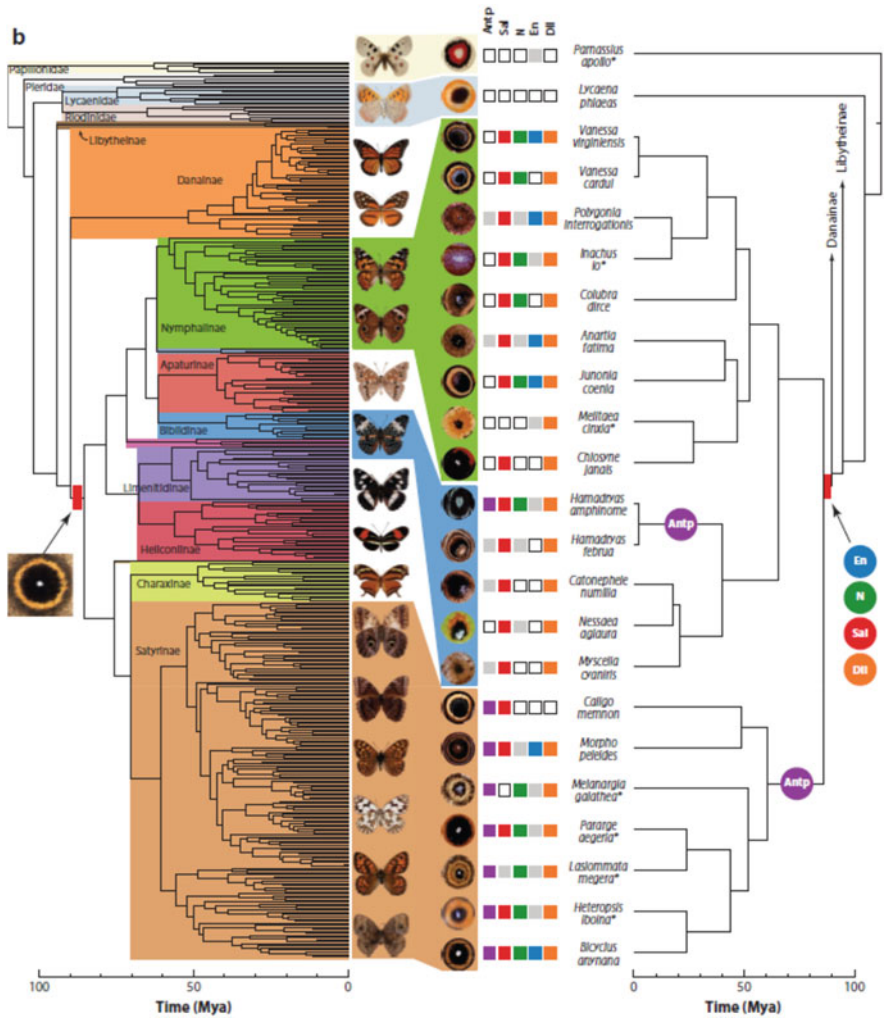 b
Antp
Sal
N
En
Dll
Papilionidae
Pieridae
Lycaenidae
Riodinidae
Libytheinae
Danainae
Nymphalinae
Apaturinae
Biblidinae
Limenitidinae
Heliconiinae
Charaxinae
Satyrinae
Parnassius
apollo*
Lycaena
phlaeas
Vanessa
virginiensis
Vanessa
cardui
Polygonia
interrogationis
Inachus
io*
Colubra
dirce
Anartia
fatima
Junonia
coenia
Melitaea
cinxia*
Chlosyne
janais
Hamadryas
amphinome
Hamadryas
februa
Catonephele
numilia
Nessaea
aglaura
Myscelia
cyaniris
Caligo
memnon
Morpho
peleides
Melanargia
galathea*
Pararge
aegeria*
Lasiommata
megera*
Heteropsis
iboina*
Bicyclus
anynana
Danainae
Libytheinae
Antp
En
N
Sal
Dll
Antp
100
50
0
Time (Mya)
0
50
100
Time (Mya)